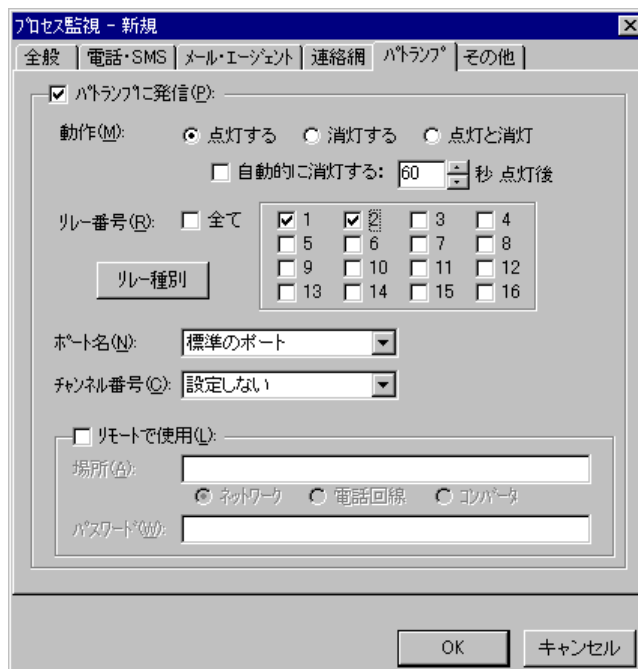 ﾌﾟﾛｾｽ監視 - 新規
全般 電話・SMS ﾒｰﾙ・ｴｰｼﾞｪﾝﾄ 連絡網 ﾊﾟﾄﾗﾝﾌﾟ その他
ﾊﾟﾄﾗﾝﾌﾟに発信(P):
動作(M): 点灯する 消灯する 点灯と消灯
自動的に消灯する: 60 秒 点灯後
ﾘﾚｰ番号(R): 全て 1 2 3 4
5 6 7 8
ﾘﾚｰ種別 9 10 11 12
13 14 15 16
ﾎﾟｰﾄ名(N): 標準のポート
ﾁｬﾝﾈﾙ番号(C): 設定しない
ﾘﾓｰﾄで使用(L):
場所(A):
ﾈｯﾄﾜｰｸ 電話回線 ｺﾝﾊﾞｰﾀ
ﾊﾟｽﾜｰﾄﾞ(W):
OK キャンセル